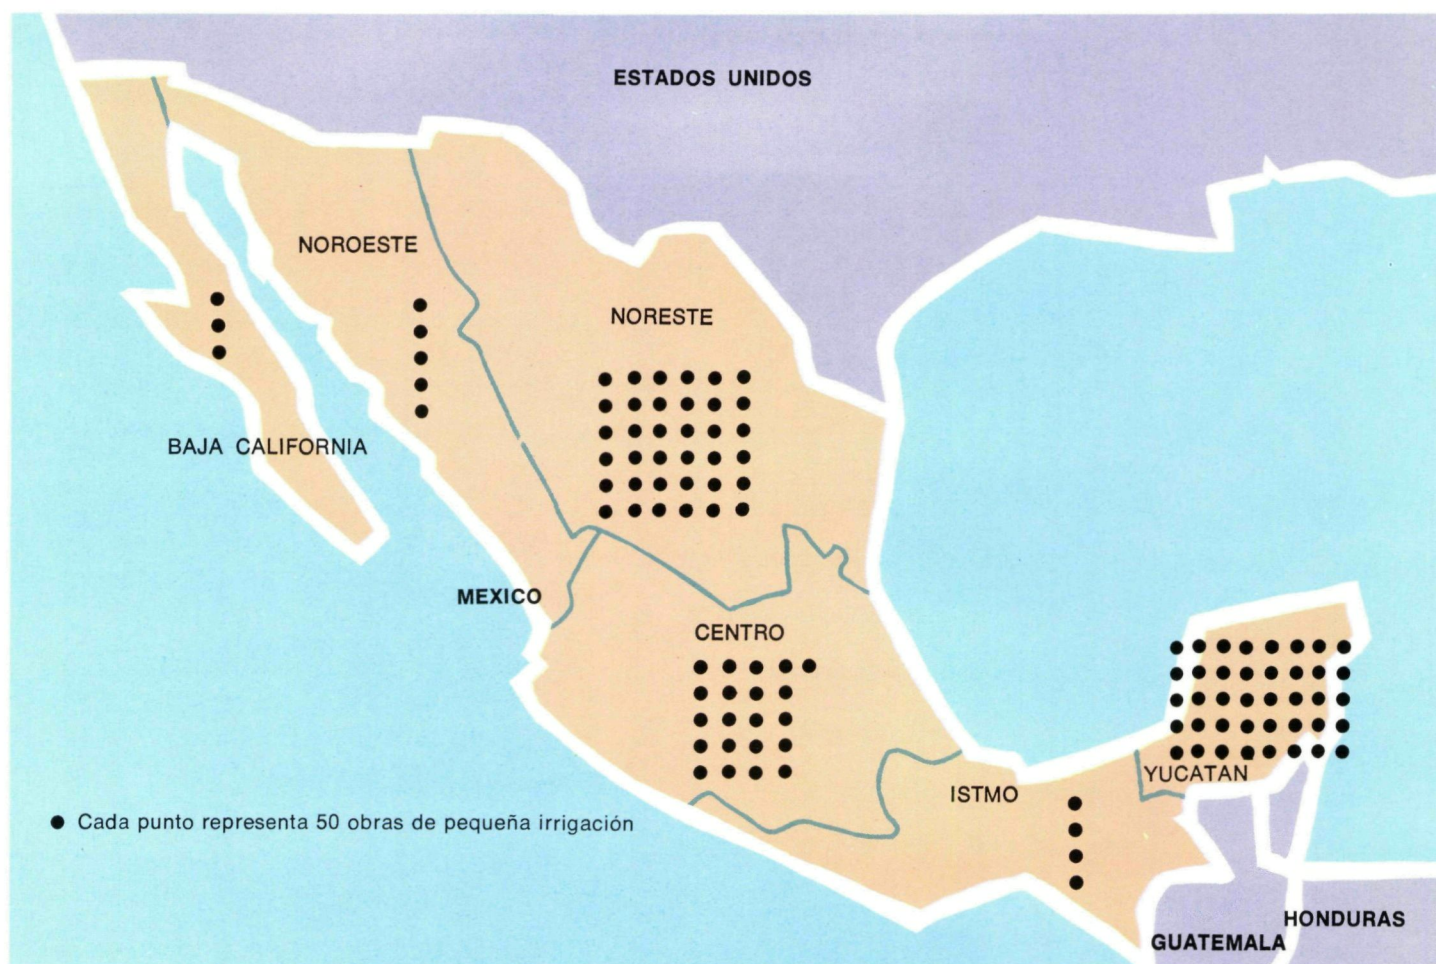 ESTADOS UNIDOS
NOROESTE
NORESTE
BAJA CALIFORNIA
MEXICO
CENTRO
YUCATAN
ISTMO
Cada punto representa 50 obras de pequeña irrigación
HONDURAS
GUATEMALA